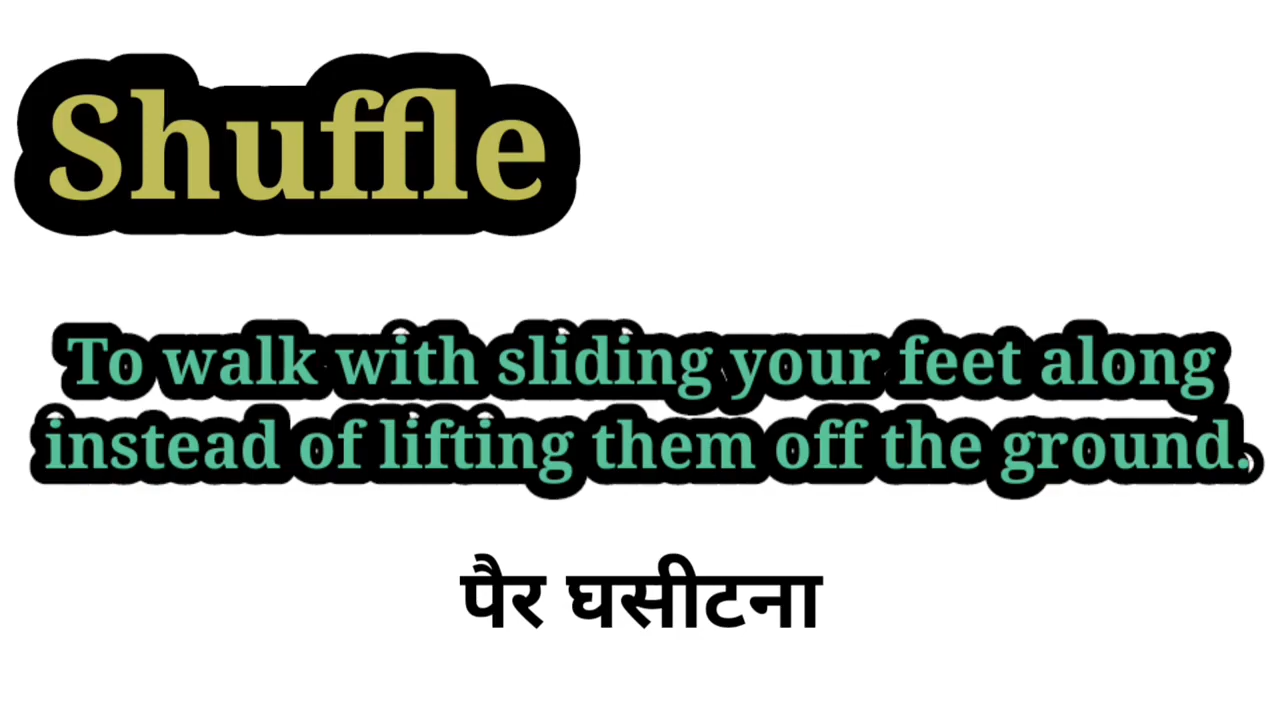 Shuffle
To walk with sliding your feet along
instead of lifting them off the ground.
पैर घसीटना